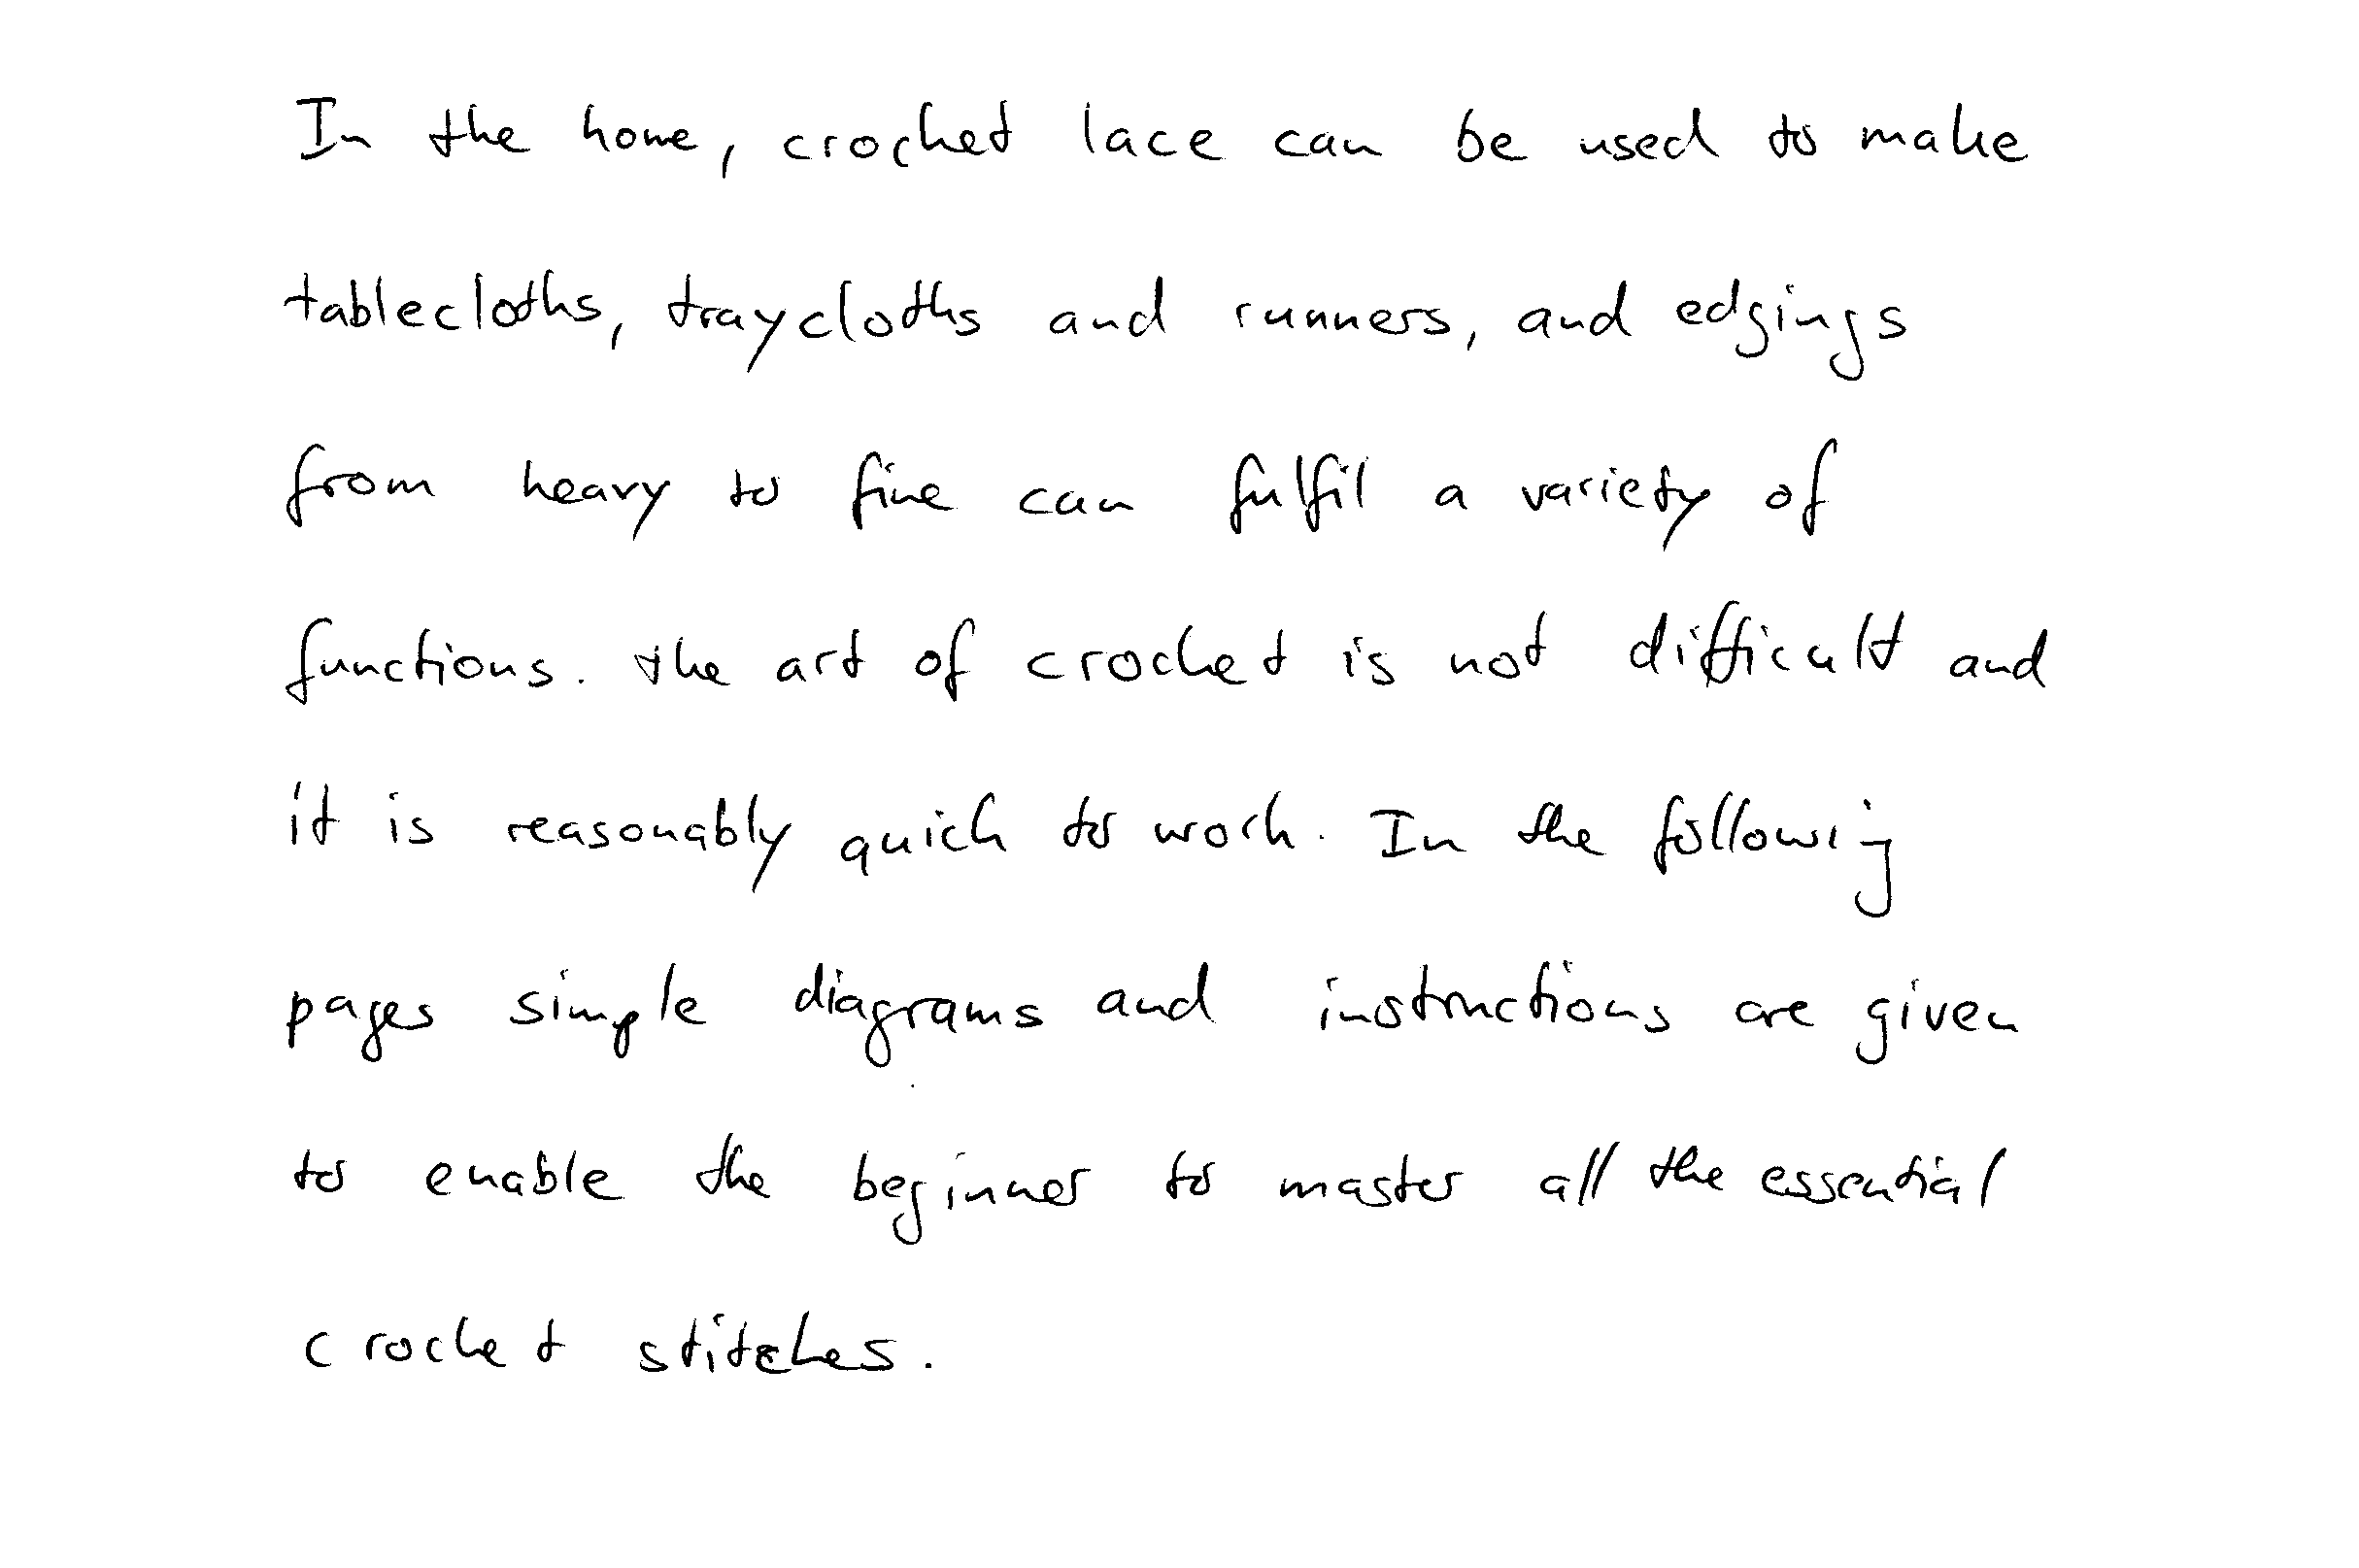 In the home, crochet lace can be used to make
tablecloths, traycloths and runners, and edgings
from heavy to fine can fulfil a variety of
functions. the art of crochet is not difficult and
it is reasonably quick to work. In the following
pages simple diagrams and instructions are given
to enable the beginner to master all the essential
crochet stitches.